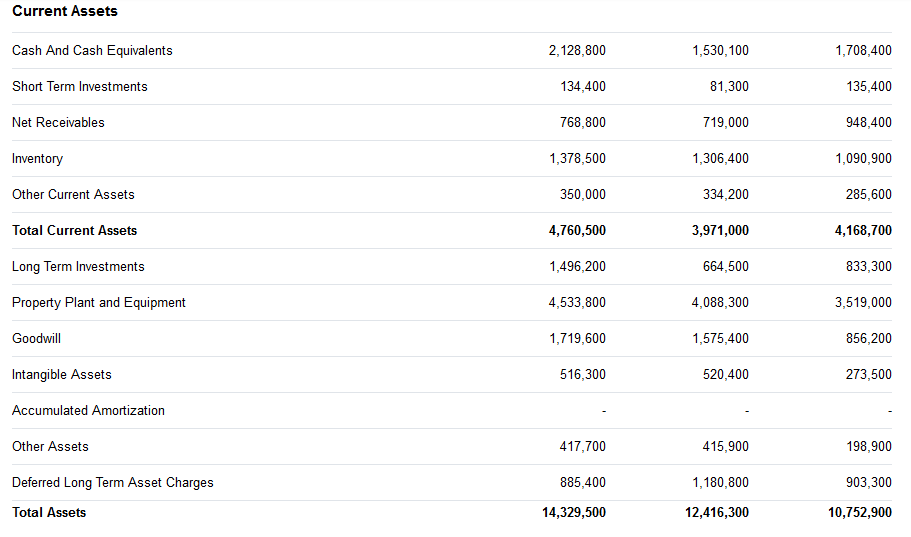 Current Assets
Cash And Cash Equivalents 2,128,800 1,530,100 1,708,400
Short Term Investments 134,400 81,300 135,400
Net Receivables 768,800 719,000 948,400
Inventory 1,378,500 1,306,400 1,090,900
Other Current Assets 350,000 334,200 285,600
Total Current Assets 4,760,500 3,971,000 4,168,700
Long Term Investments 1,496,200 664,500 833,300
Property Plant and Equipment 4,533,800 4,088,300 3,519,000
Goodwill 1,719,600 1,575,400 856,200
Intangible Assets 516,300 520,400 273,500
Accumulated Amortization - - -
Other Assets 417,700 415,900 198,900
Deferred Long Term Asset Charges 885,400 1,180,800 903,300
Total Assets 14,329,500 12,416,300 10,752,900